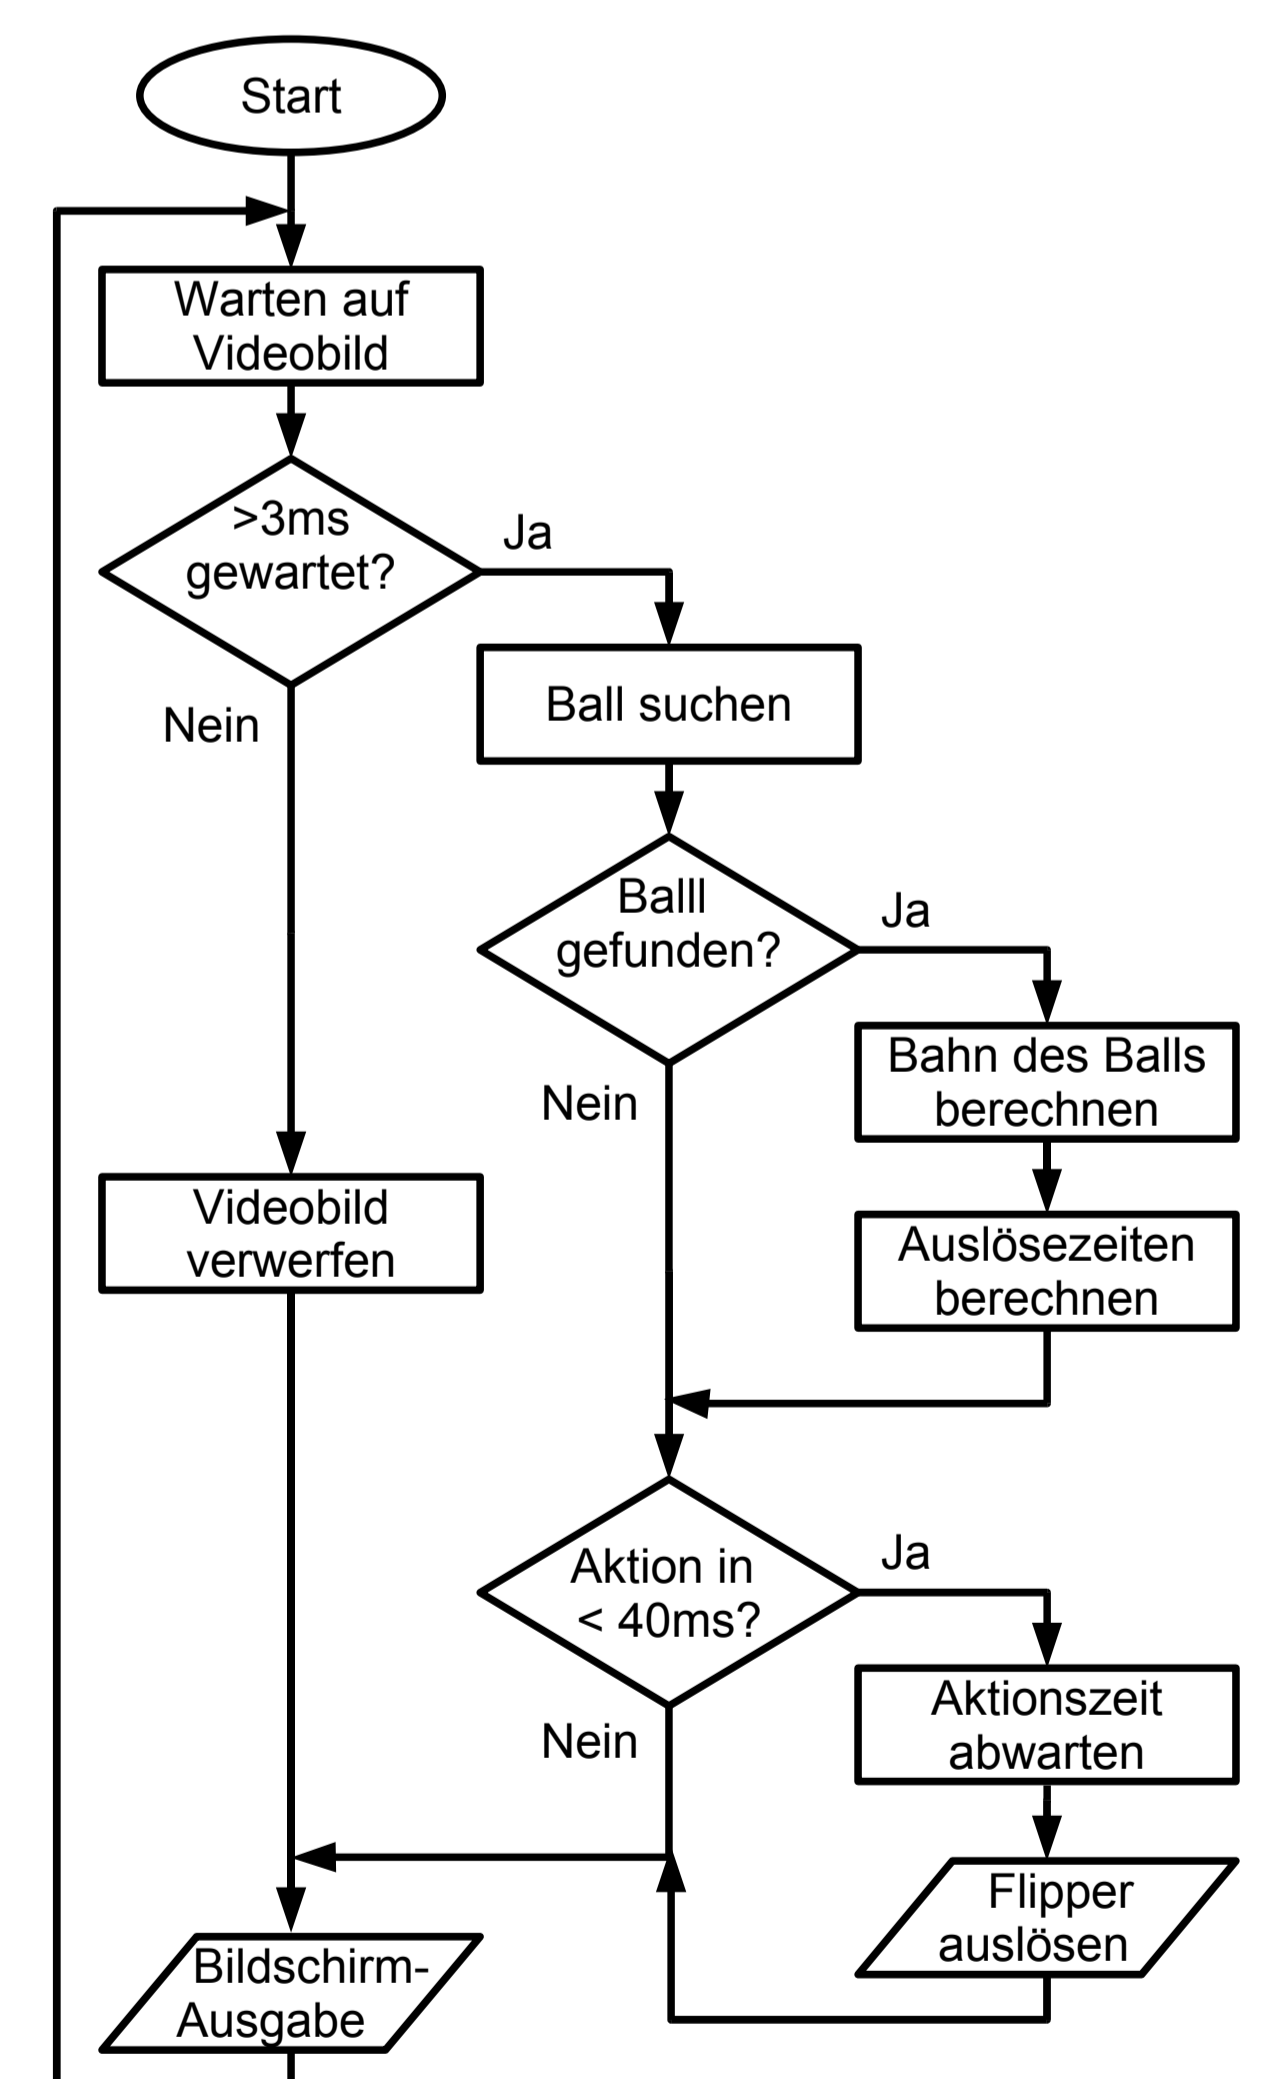 Start
Warten auf
Videobild
>3ms
gewartet?
Ja
Nein
Ball suchen
Balll
gefunden?
Ja
Nein
Bahn des Balls
berechnen
Videobild
verwerfen
Auslösezeiten
berechnen
Aktion in
< 40ms?
Ja
Nein
Aktionszeit
abwarten
Flipper
auslösen
Bildschirm-
Ausgabe